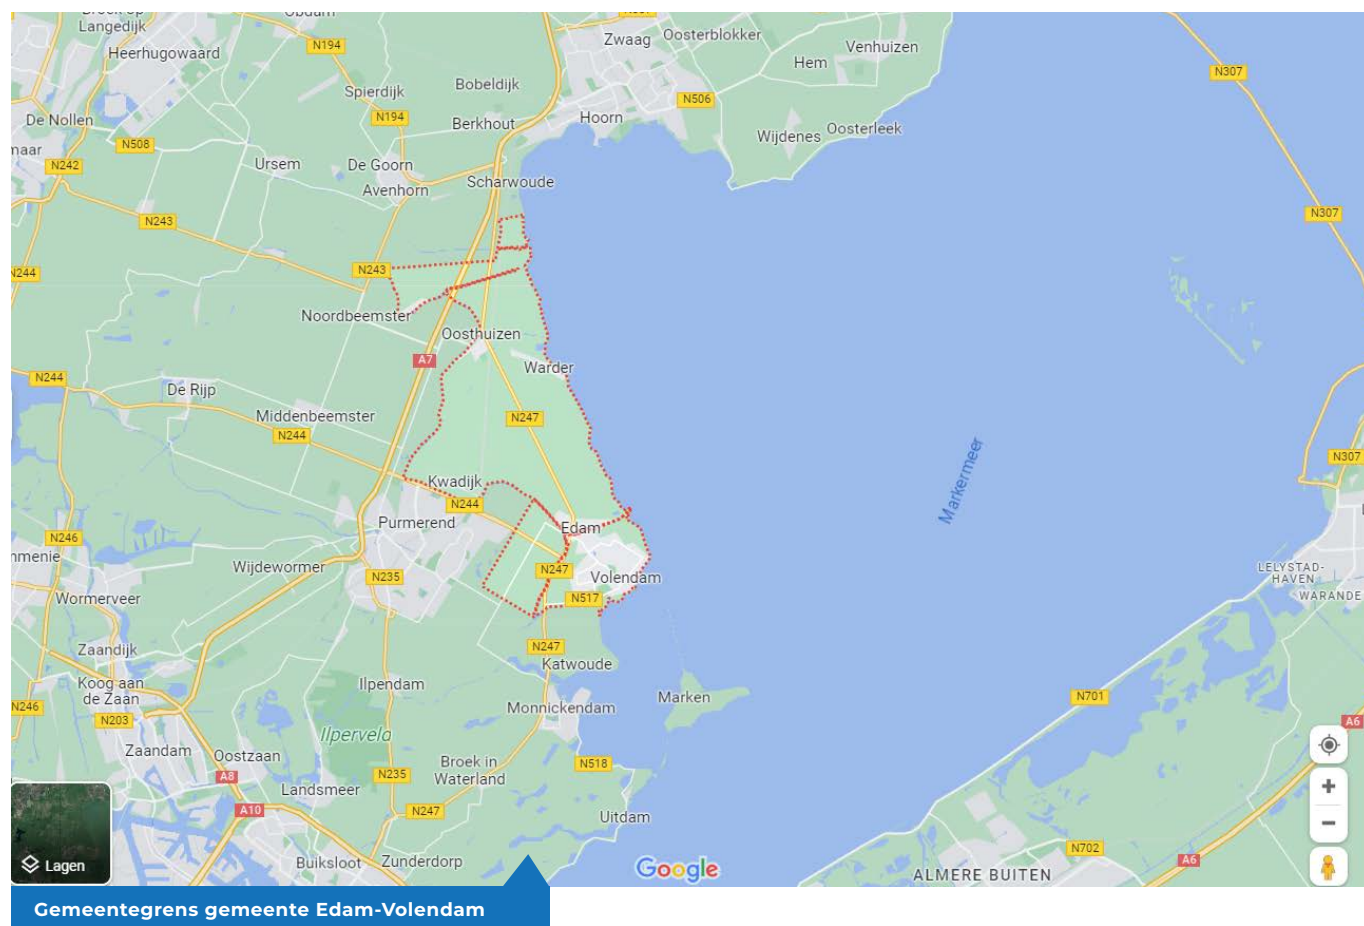 Langedijk
Heerhugowaard
N194
Zwaag
Oosterblokker
Venhuizen
Hem
N307
Spierdijk
Bobeldijk
N506
De Nollen
N194
Berkhout
Hoorn
Wijdenes
Oosterleek
N508
N242
Ursem
De Goorn
Avenhorn
Scharwoude
N243
N307
N243
Noordbeemster
Oosthuizen
A7
Warder
N244
De Rijp
Middenbeemster
N244
N247
Markermeer
N307
Kwadijk
N244
Purmerend
Edam
N246
Wijdewormer
N235
N247
Volendam
LELYSTAD-
HAVEN
WARANDE
Wormerveer
N517
Zaandijk
N247
Katwoude
Koog aan
de Zaan
Ilpendam
Marken
N701
N246
N203
Monnickendam
A6
Ilperveld
Zaandam
Oostzaan
A8
N235
Broek in
Waterland
N518
Landsmeer
A10
N247
Uitdam
Lagen
Buiksloot
Zunderdorp
Google
N702
A6
ALMERE BUITEN
Gemeentegrens gemeente Edam-Volendam